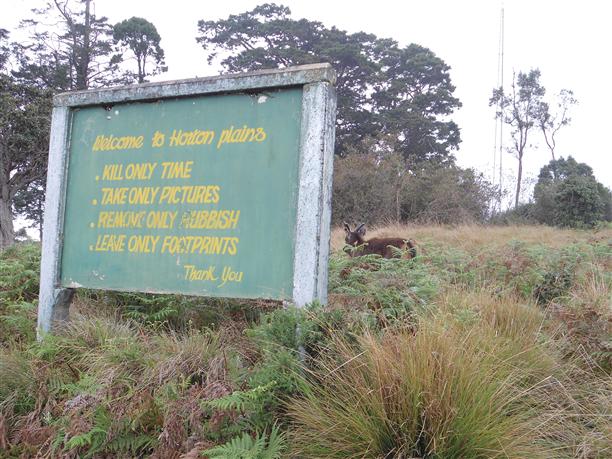 Welcome to Horton plains
. KILL ONLY TIME
. TAKE ONLY PICTURES
. REMOVE ONLY RUBBISH
. LEAVE ONLY FOOTPRINTS
Thank You